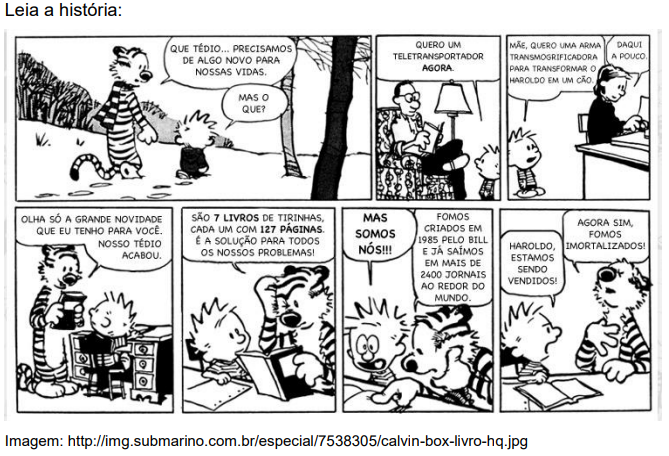 Leia a história:
QUE TÉDIO... PRECISAMOS
DE ALGO NOVO PARA
NOSSAS VIDAS.
MAS O
QUE?
QUERO UM
TELETRANSPORTADOR
AGORA.
MÃE, QUERO UMA ARMA
TRANSMOGRIFICADORA
PARA TRANSFORMAR O
HAROLDO EM UM CÃO.
DAQUI
A POUCO.
OLHA SÓ A GRANDE NOVIDADE
QUE EU TENHO PARA VOCÊ.
NOSSO TÉDIO
ACABOU.
SÃO 7 LIVROS DE TIRINHAS,
CADA UM COM 127 PÁGINAS.
É A SOLUÇÃO PARA TODOS
OS NOSSOS PROBLEMAS!
MAS
SOMOS
NÓS!!!
FOMOS
CRIADOS EM
1985 PELO BILL
E JÁ SAÍMOS
EM MAIS DE
2400 JORNAIS
AO REDOR DO
MUNDO.
HAROLDO,
ESTAMOS
SENDO
VENDIDOS!
AGORA SIM,
FOMOS
IMORTALIZADOS!
Imagem: http://img.submarino.com.br/especial/7538305/calvin-box-livro-hq.jpg